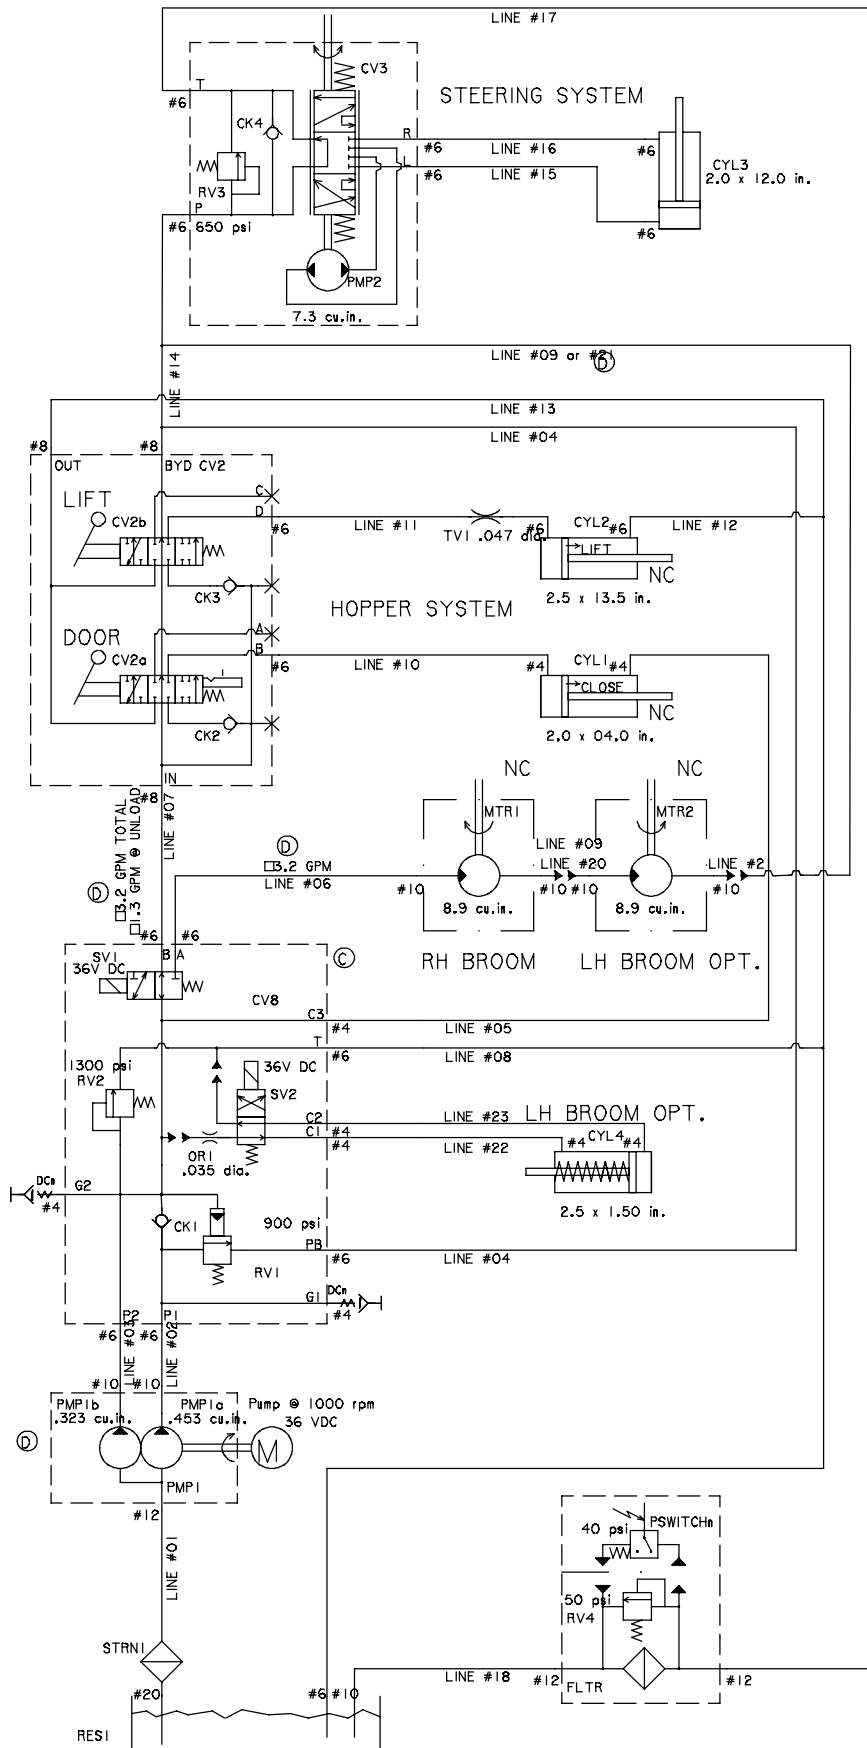 LINE #17
T
CV3
#6
STEERING SYSTEM
CK4
R
#6
LINE #16
#6
CYL3
2.0 x 12.0 in.
RV3
L
#6
LINE #15
P
#6
650 psi
#6
PMP2
7.3 cu.in.
LINE #14
LINE #09 or #21
D
LINE #13
LINE #04
#8
#8
OUT
BYD CV2
LIFT
C
D
CV2b
#6
LINE #11
TV1 .047 dia.
#6
CYL2
#6
LINE #12
LIFT
NC
CK3
2.5 x 13.5 in.
HOPPER SYSTEM
DOOR
A
B
CV2a
#6
LINE #10
#4
CYL1
#4
CLOSE
NC
CK2
2.0 x 04.0 in.
IN
#8
LINE #07
NC
NC
MTR1
MTR2
□3.2 GPM TOTAL
□1.3 GPM @ UNLOAD
D
D
□3.2 GPM
LINE #06
#10
LINE #09
LINE #20
#10
#10
LINE #2
#10
8.9 cu.in.
8.9 cu.in.
RH BROOM
LH BROOM OPT.
#6
#6
B
A
C
SV1
36V DC
CV8
C3
#4
LINE #05
T
#6
LINE #08
1300 psi
RV2
36V DC
SV2
C2
#4
LINE #23
LH BROOM OPT.
C1
#4
LINE #22
#4
CYL4
#4
OR1
.035 dia.
2.5 x 1.50 in.
DCn
#4
G2
CK1
900 psi
PB
#6
LINE #04
RV1
G1
DCn
#4
P2
P1
#6
#6
LINE #03
LINE #02
#10
#10
PMP1b
.323 cu.in.
PMP1a
.453 cu.in.
Pump @ 1000 rpm
36 VDC
D
M
PMP1
#12
LINE #01
40 psi
PSWITCHn
50 psi
RV4
STRN1
#20
#6
#10
LINE #18
#12
FLTR
#12
RES1